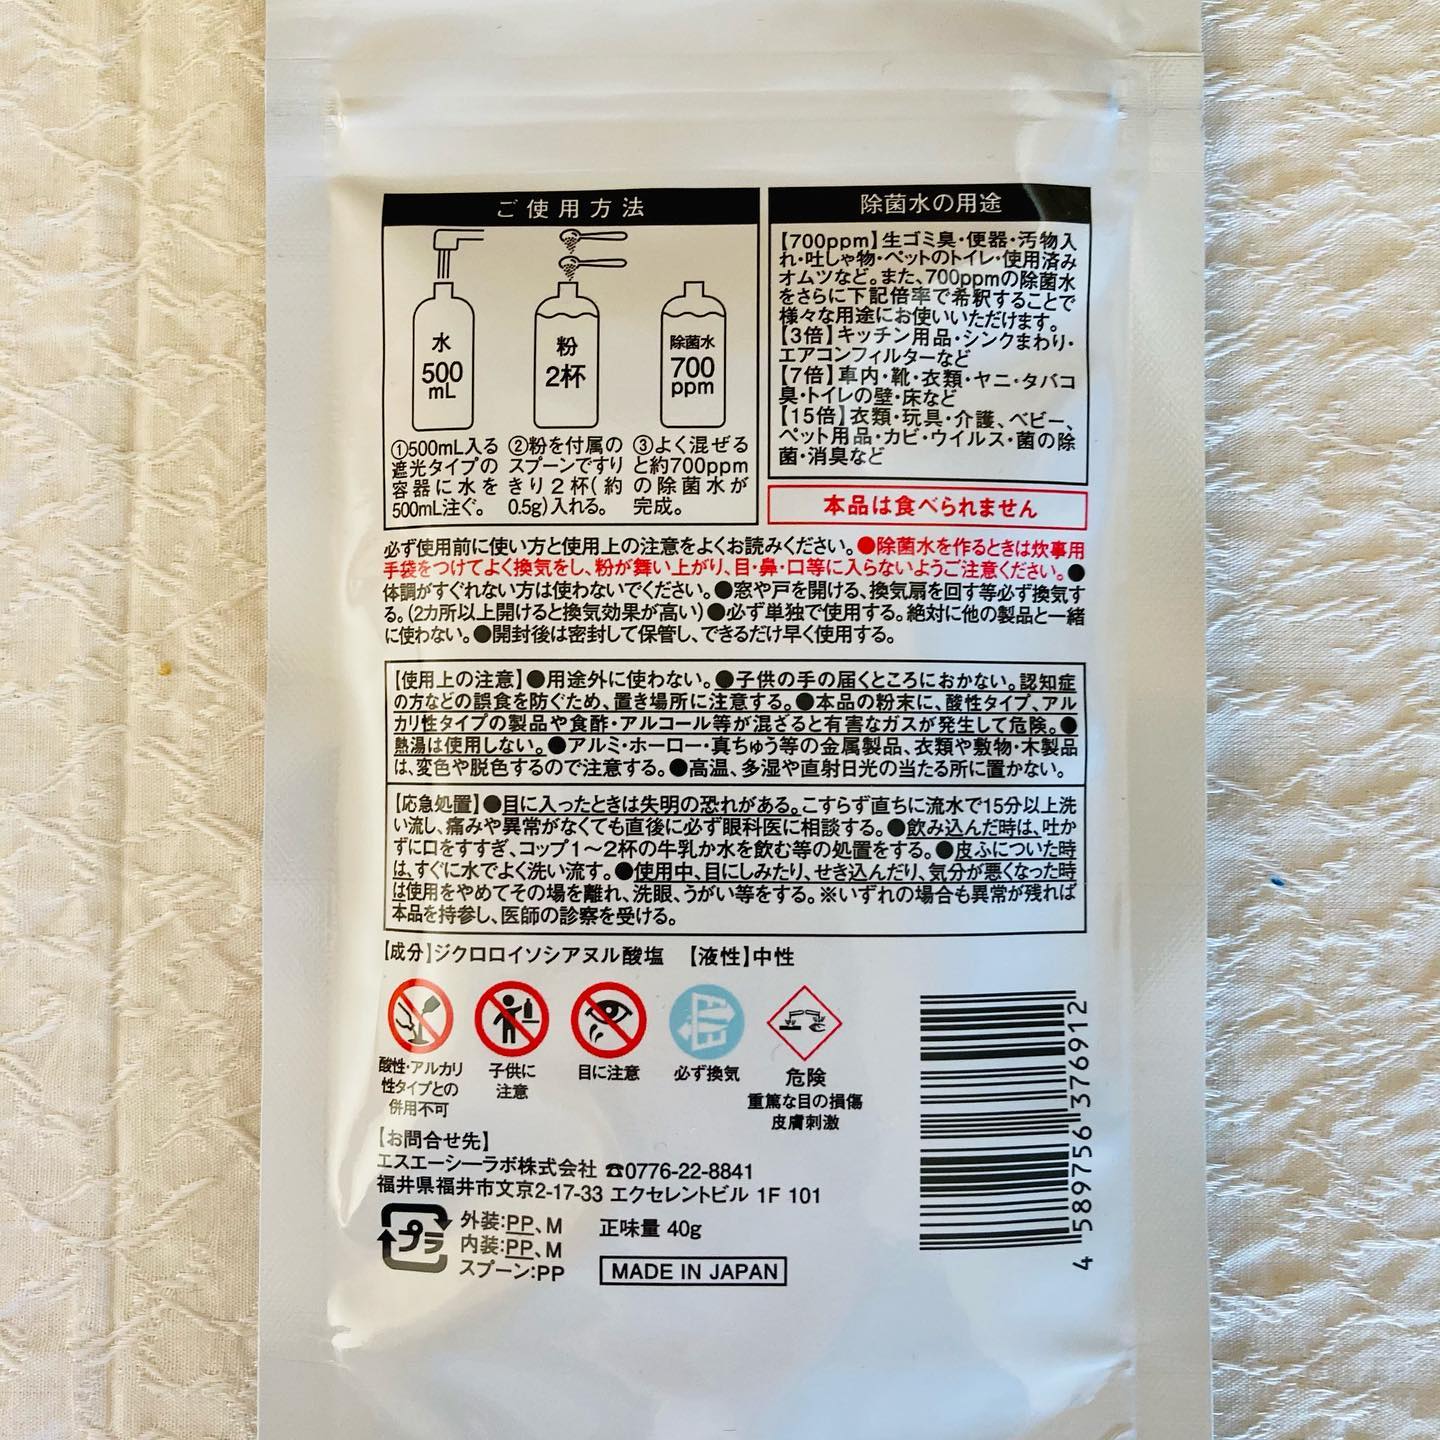 ご使用方法
水
500
mL
粉
2杯
除菌水
700
ppm
①500mL入る
遮光タイプの
容器に水を
500mL注ぐ。
②粉を付属の
スプーンですり
きり2杯(約
0.5g)入れる。
③よく混ぜる
と約700ppm
の除菌水が
完成。
除菌水の用途
【700ppm】生ゴミ臭・便器・汚物入
れ・吐しゃ物・ペットのトイレ・使用済み
オムツなど。また、700ppmの除菌水
をさらに下記倍率で希釈することで
様々な用途にお使いいただけます。
【3倍】キッチン用品・シンクまわり・
エアコンフィルターなど
【7倍】車内・靴・衣類・ヤニ・タバコ
臭・トイレの壁・床など
【15倍】衣類・玩具・介護、ベビー、
ペット用品・カビ・ウイルス・菌の除
菌・消臭など
本品は食べられません
必ず使用前に使い方と使用上の注意をよくお読みください。●除菌水を作るときは炊事用
手袋をつけてよく換気をし、粉が舞い上がり、目・鼻・口等に入らないようご注意ください。●
体調がすぐれない方は使わないでください。●窓や戸を開ける、換気扇を回す等必ず換気す
る。(2カ所以上開けると換気効果が高い)●必ず単独で使用する。絶対に他の製品と一緒
に使わない。●開封後は密封して保管し、できるだけ早く使用する。
【使用上の注意】●用途外に使わない。●子供の手の届くところにおかない。認知症
の方などの誤食を防ぐため、置き場所に注意する。●本品の粉末に、酸性タイプ、アル
カリ性タイプの製品や食酢・アルコール等が混ざると有害なガスが発生して危険。●
熱湯は使用しない。●アルミ・ホーロー・真ちゅう等の金属製品、衣類や敷物・木製品
は、変色や脱色するので注意する。●高温、多湿や直射日光の当たる所に置かない。
【応急処置】●目に入ったときは失明の恐れがある。こすらず直ちに流水で15分以上洗
い流し、痛みや異常がなくても直後に必ず眼科医に相談する。●飲み込んだ時は、吐か
ずに口をすすぎ、コップ1〜2杯の牛乳か水を飲む等の処置をする。●皮ふについた時
は、すぐに水でよく洗い流す。●使用中、目にしみたり、せき込んだり、気分が悪くなった時
は使用をやめてその場を離れ、洗眼、うがい等をする。※いずれの場合も異常が残れば
本品を持参し、医師の診察を受ける。
【成分】ジクロロイソシアヌル酸塩 【液性】中性
酸性・アルカリ
性タイプとの
併用不可
子供に
注意
目に注意
必ず換気
危険
重篤な目の損傷
皮膚刺激
【お問合せ先】
エスエーシーラボ株式会社 ☎0776-22-8841
福井県福井市文京2-17-33 エクセレントビル 1F 101
プラ
外装:PP、M
内装:PP、M
スプーン:PP
正味量 40g
MADE IN JAPAN
4 589756 376912